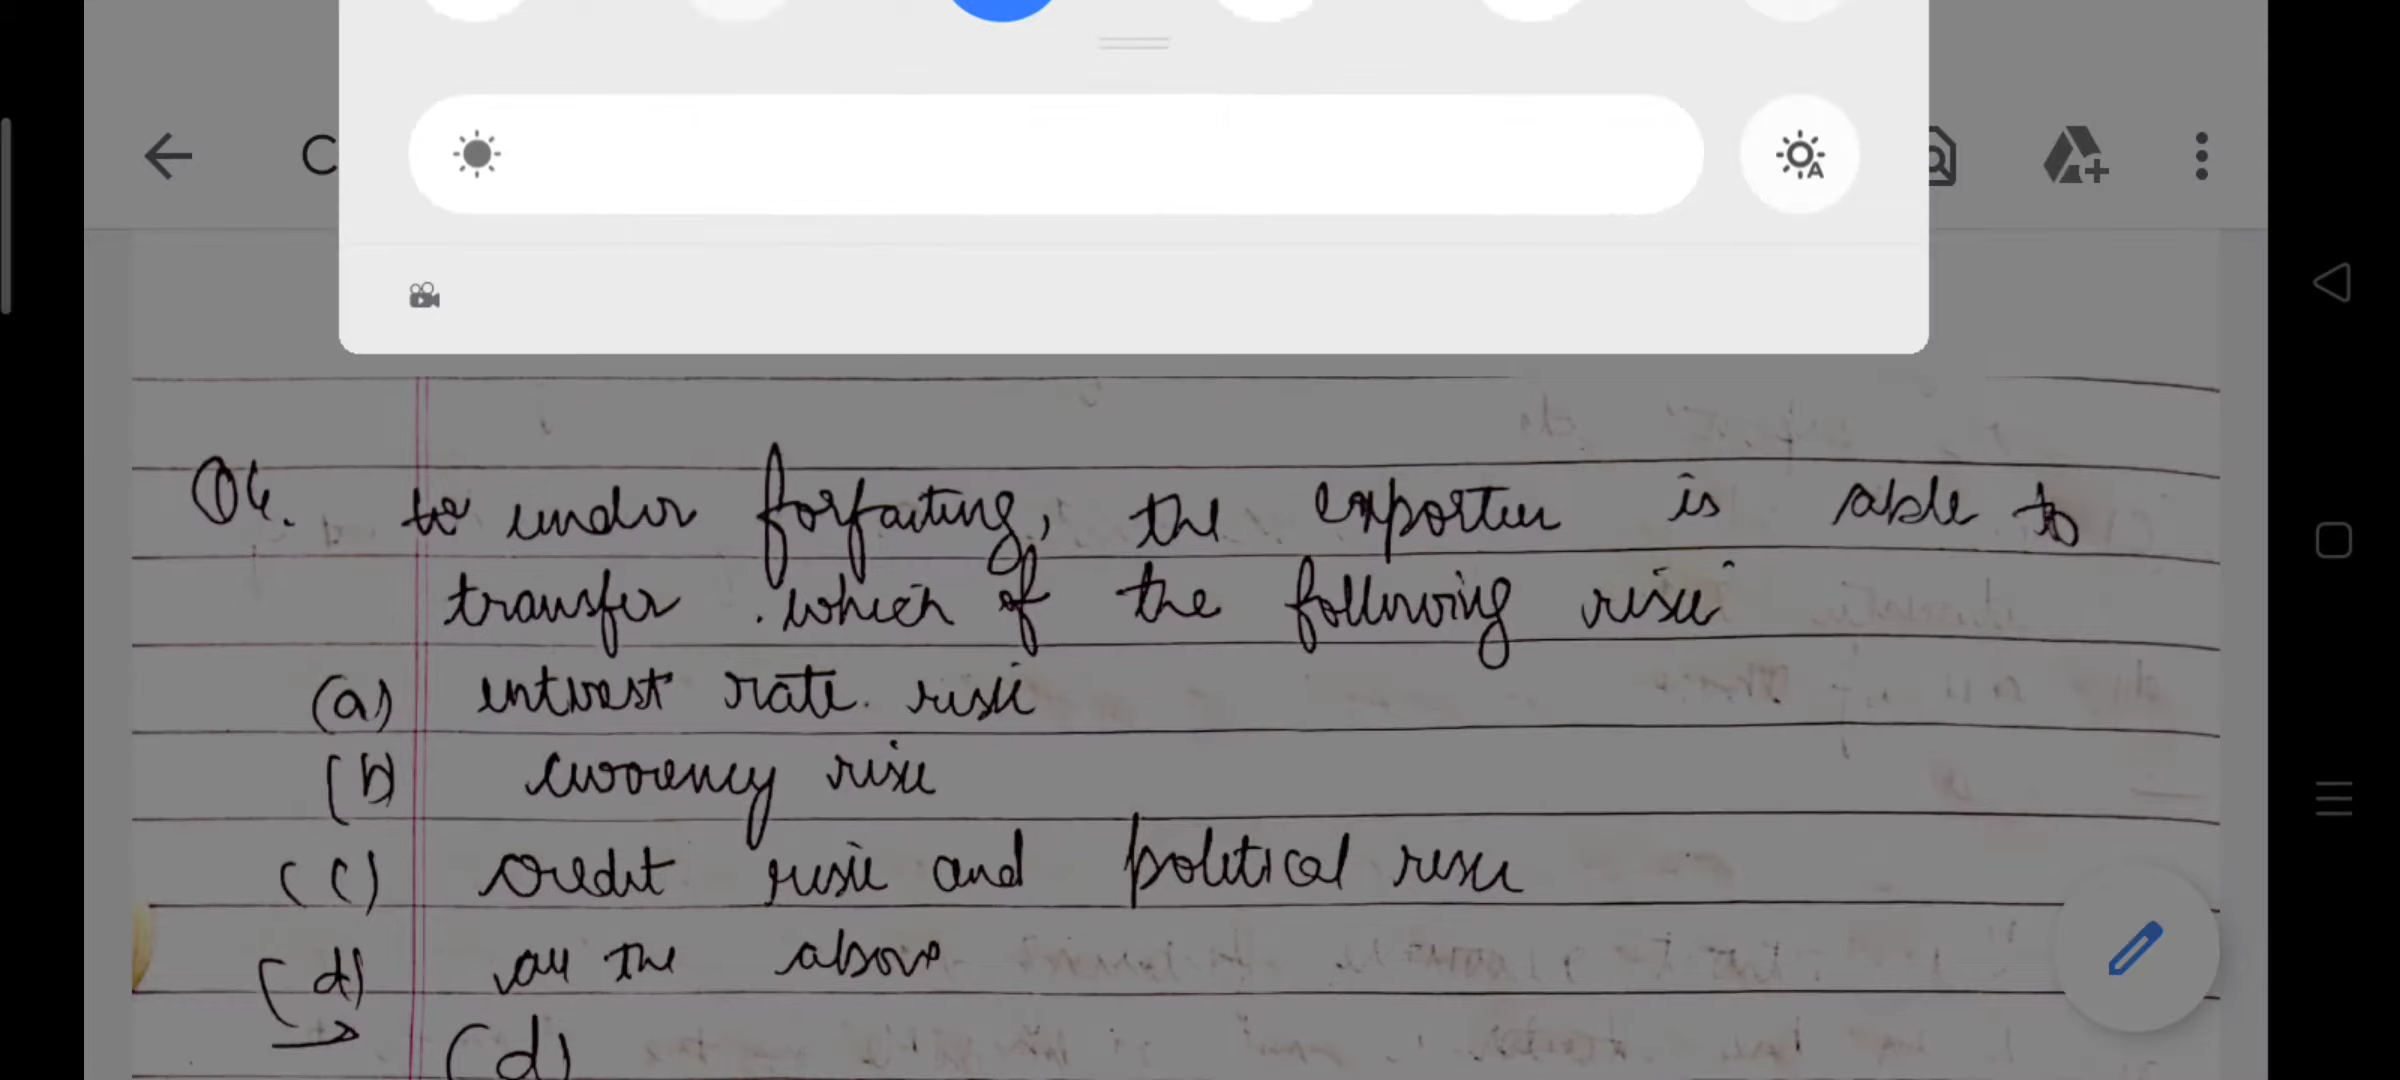 C
Q4. to under forfaiting, the exporter is able to
transfer which of the following risk
(a) interest rate risk
(b) currency risk
(c) credit risk and political risk
(d) all the above
→ (d)